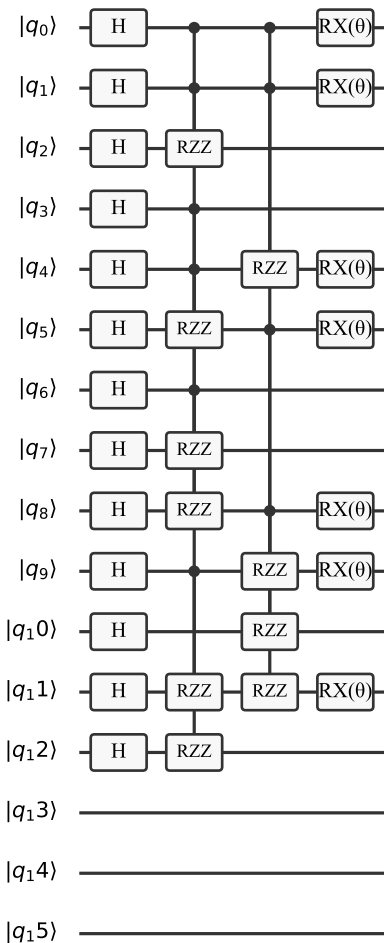 |q₀⟩ H RX(θ)
|q₁⟩ H RX(θ)
|q₂⟩ H RZZ
|q₃⟩ H
|q₄⟩ H RZZ RX(θ)
|q₅⟩ H RZZ RX(θ)
|q₆⟩ H
|q₇⟩ H RZZ
|q₈⟩ H RZZ RX(θ)
|q₉⟩ H RZZ RX(θ)
|q₁0⟩ H RZZ
|q₁1⟩ H RZZ RZZ RX(θ)
|q₁2⟩ H RZZ
|q₁3⟩
|q₁4⟩
|q₁5⟩